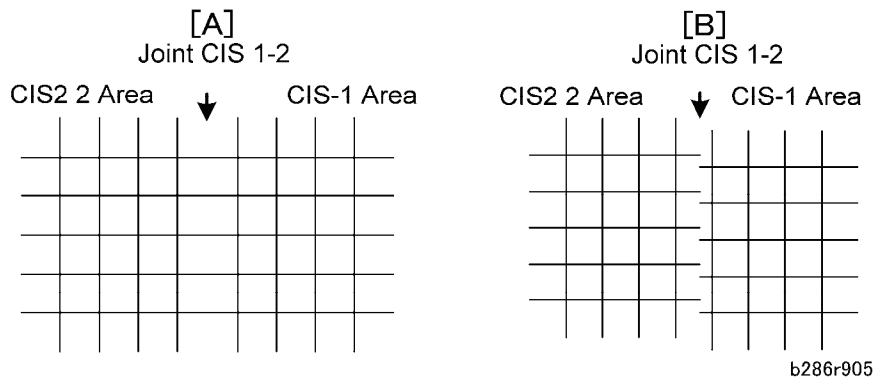 [A]
Joint CIS 1-2
CIS2 2 Area
CIS-1 Area
[B]
Joint CIS 1-2
CIS2 2 Area
CIS-1 Area
b286r905